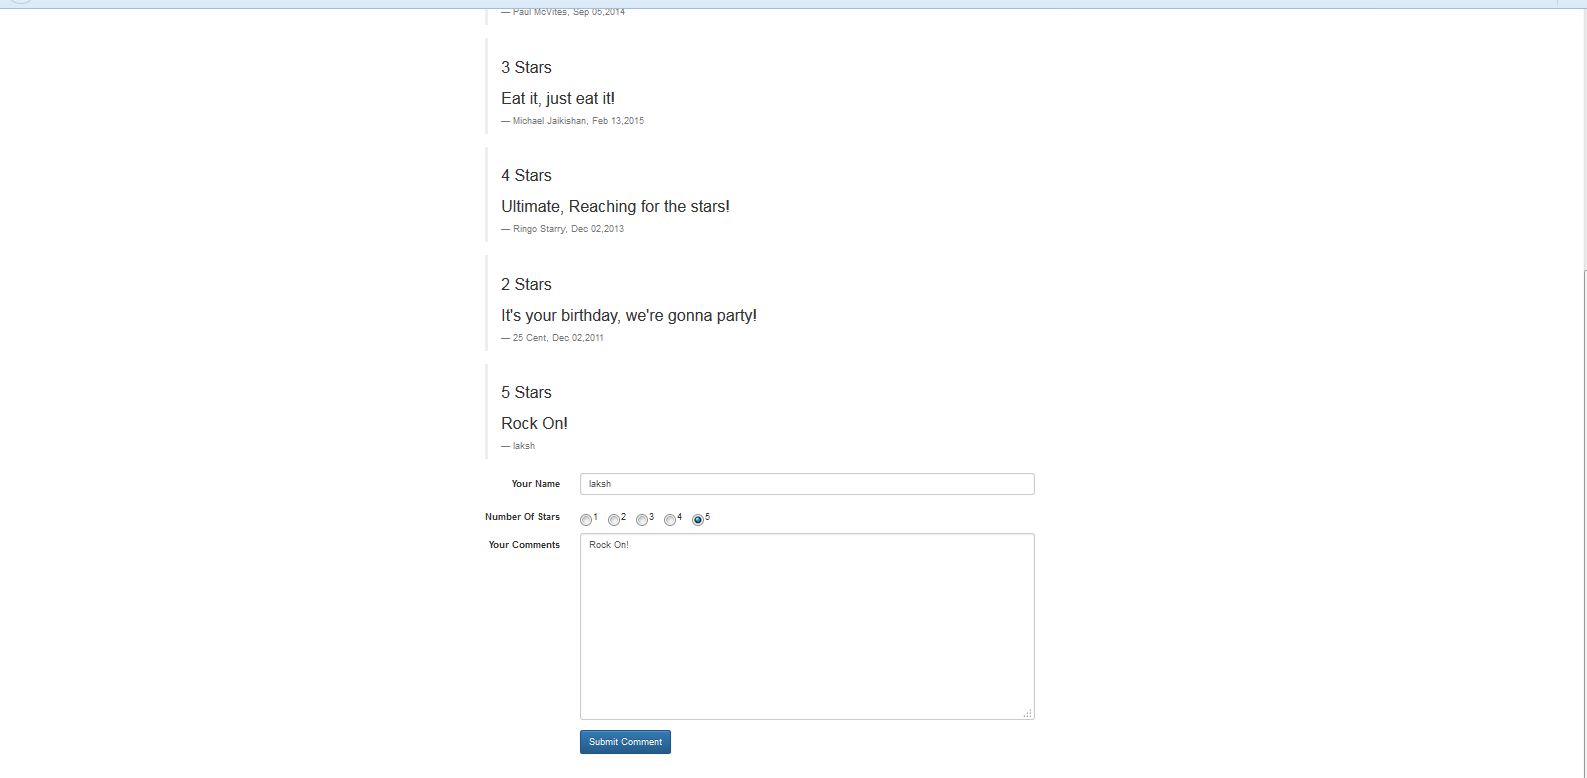 — Paul McVites, Sep 05,2014
3 Stars
Eat it, just eat it!
— Michael Jaikishan, Feb 13,2015
4 Stars
Ultimate, Reaching for the stars!
— Ringo Starry, Dec 02,2013
2 Stars
It's your birthday, we're gonna party!
— 25 Cent, Dec 02,2011
5 Stars
Rock On!
— laksh
Your Name laksh
Number Of Stars 1 2 3 4 5
Your Comments Rock On!
Submit Comment